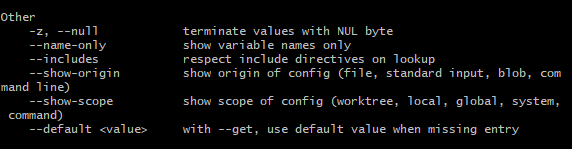 Other
    -z, --null            terminate values with NUL byte
    --name-only           show variable names only
    --includes            respect include directives on lookup
    --show-origin         show origin of config (file, standard input, blob, com
mand line)
    --show-scope          show scope of config (worktree, local, global, system,
 command)
    --default <value>     with --get, use default value when missing entry